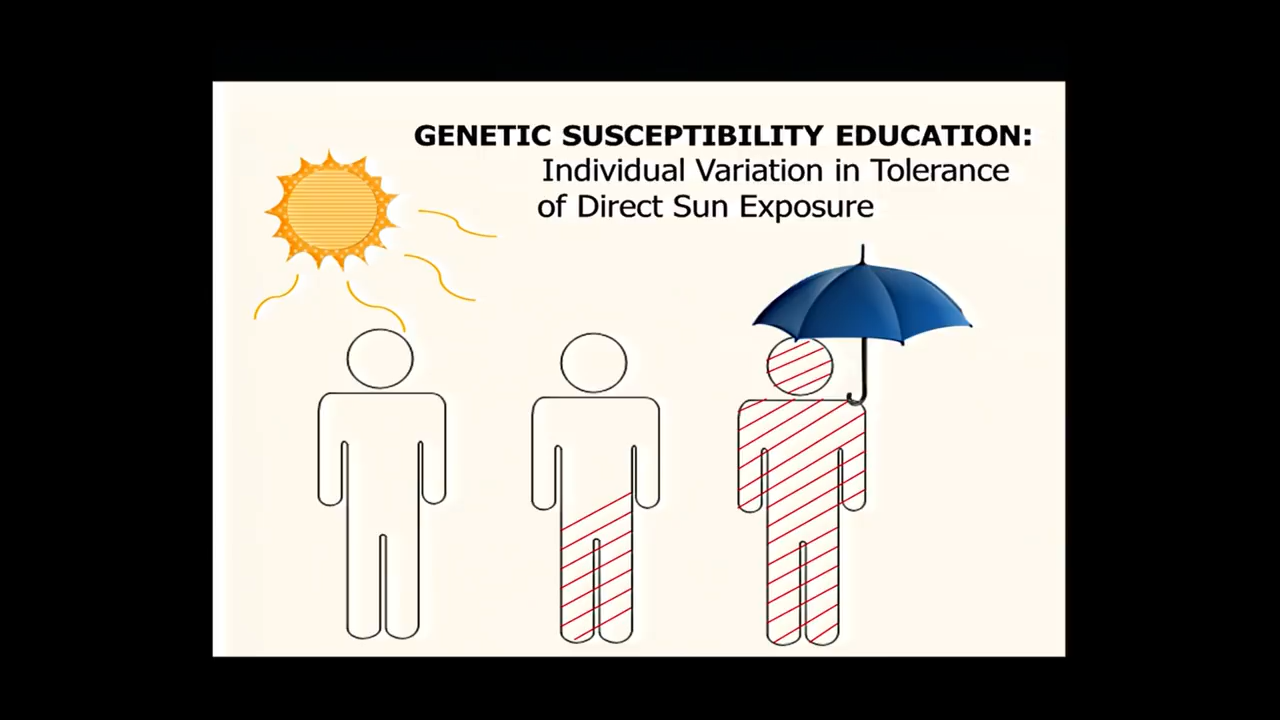 GENETIC SUSCEPTIBILITY EDUCATION:
Individual Variation in Tolerance
of Direct Sun Exposure